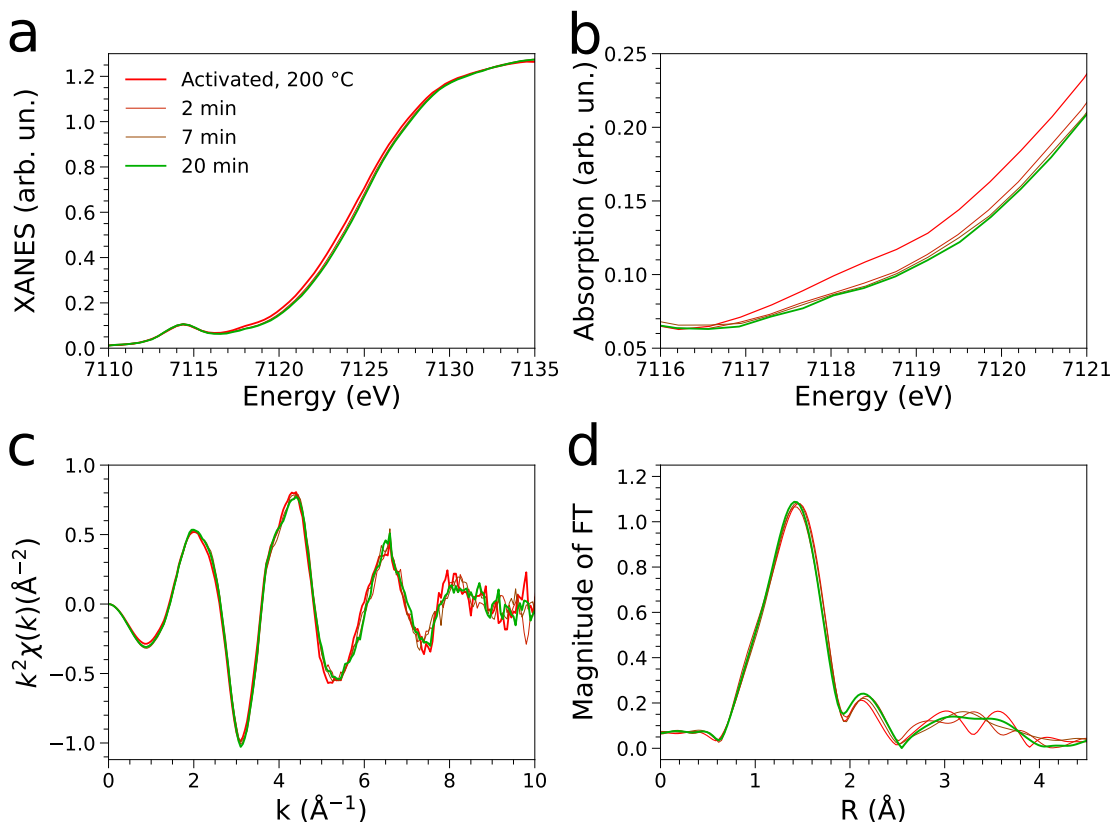 a
XANES (arb. un.)
1.2
1.0
0.8
0.6
0.4
0.2
0.0
Activated, 200 °C
2 min
7 min
20 min
7110 7115 7120 7125 7130 7135
Energy (eV)
b
Absorption (arb. un.)
0.25
0.20
0.15
0.10
0.05
7116 7117 7118 7119 7120 7121
Energy (eV)
c
k²χ(k)(Å⁻²)
1.0
0.5
0.0
−0.5
−1.0
0 2 4 6 8 10
k (Å⁻¹)
d
Magnitude of FT
1.2
1.0
0.8
0.6
0.4
0.2
0.0
0 1 2 3 4
R (Å)